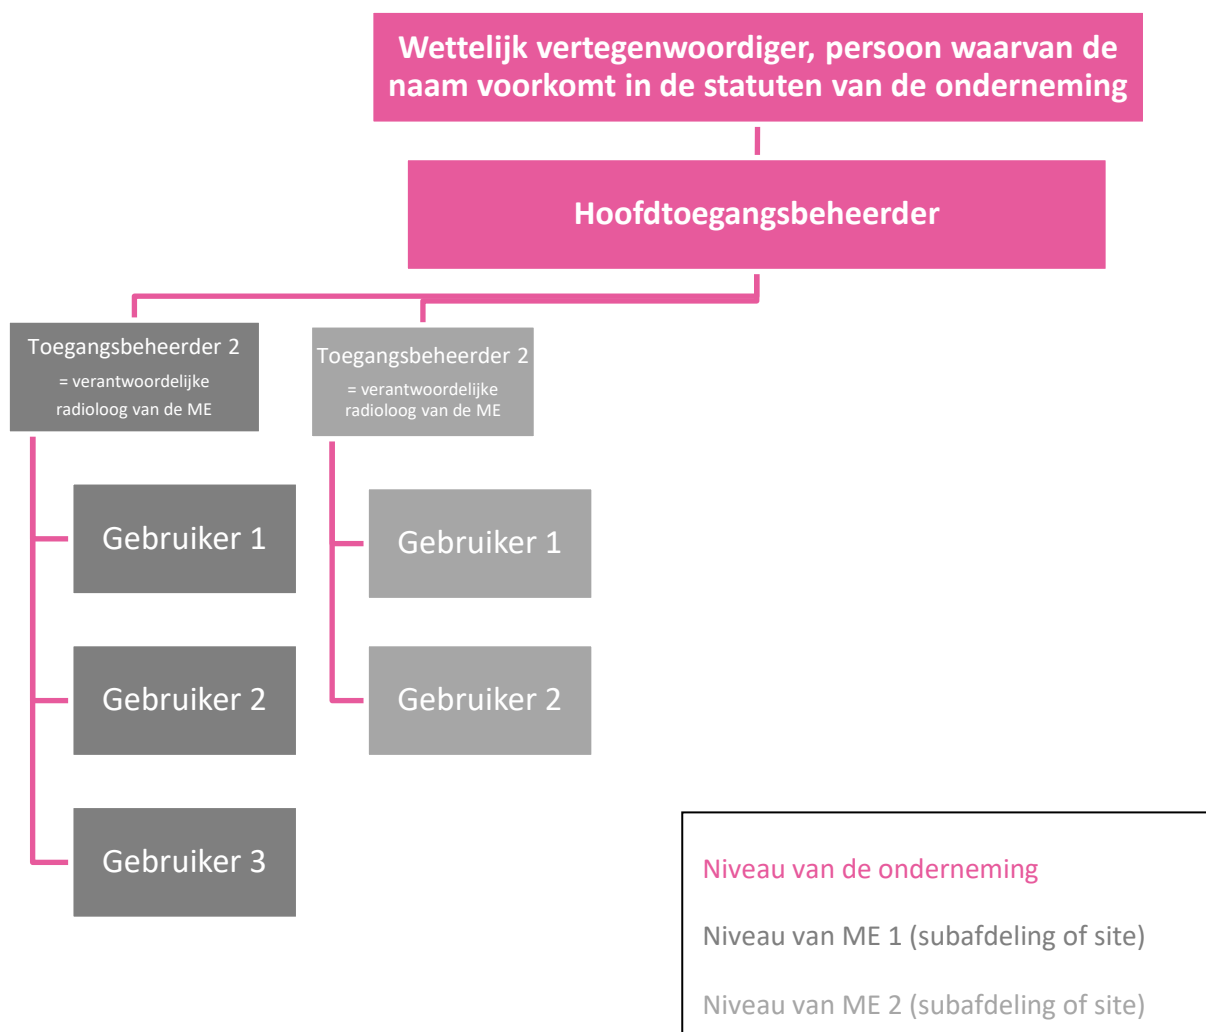 Wettelijk vertegenwoordiger, persoon waarvan de
naam voorkomt in de statuten van de onderneming
Hoofdtoegangsbeheerder
Toegangsbeheerder 2
= verantwoordelijke
radioloog van de ME
Toegangsbeheerder 2
= verantwoordelijke
radioloog van de ME
Gebruiker 1
Gebruiker 2
Gebruiker 3
Gebruiker 1
Gebruiker 2
Niveau van de onderneming
Niveau van ME 1 (subafdeling of site)
Niveau van ME 2 (subafdeling of site)